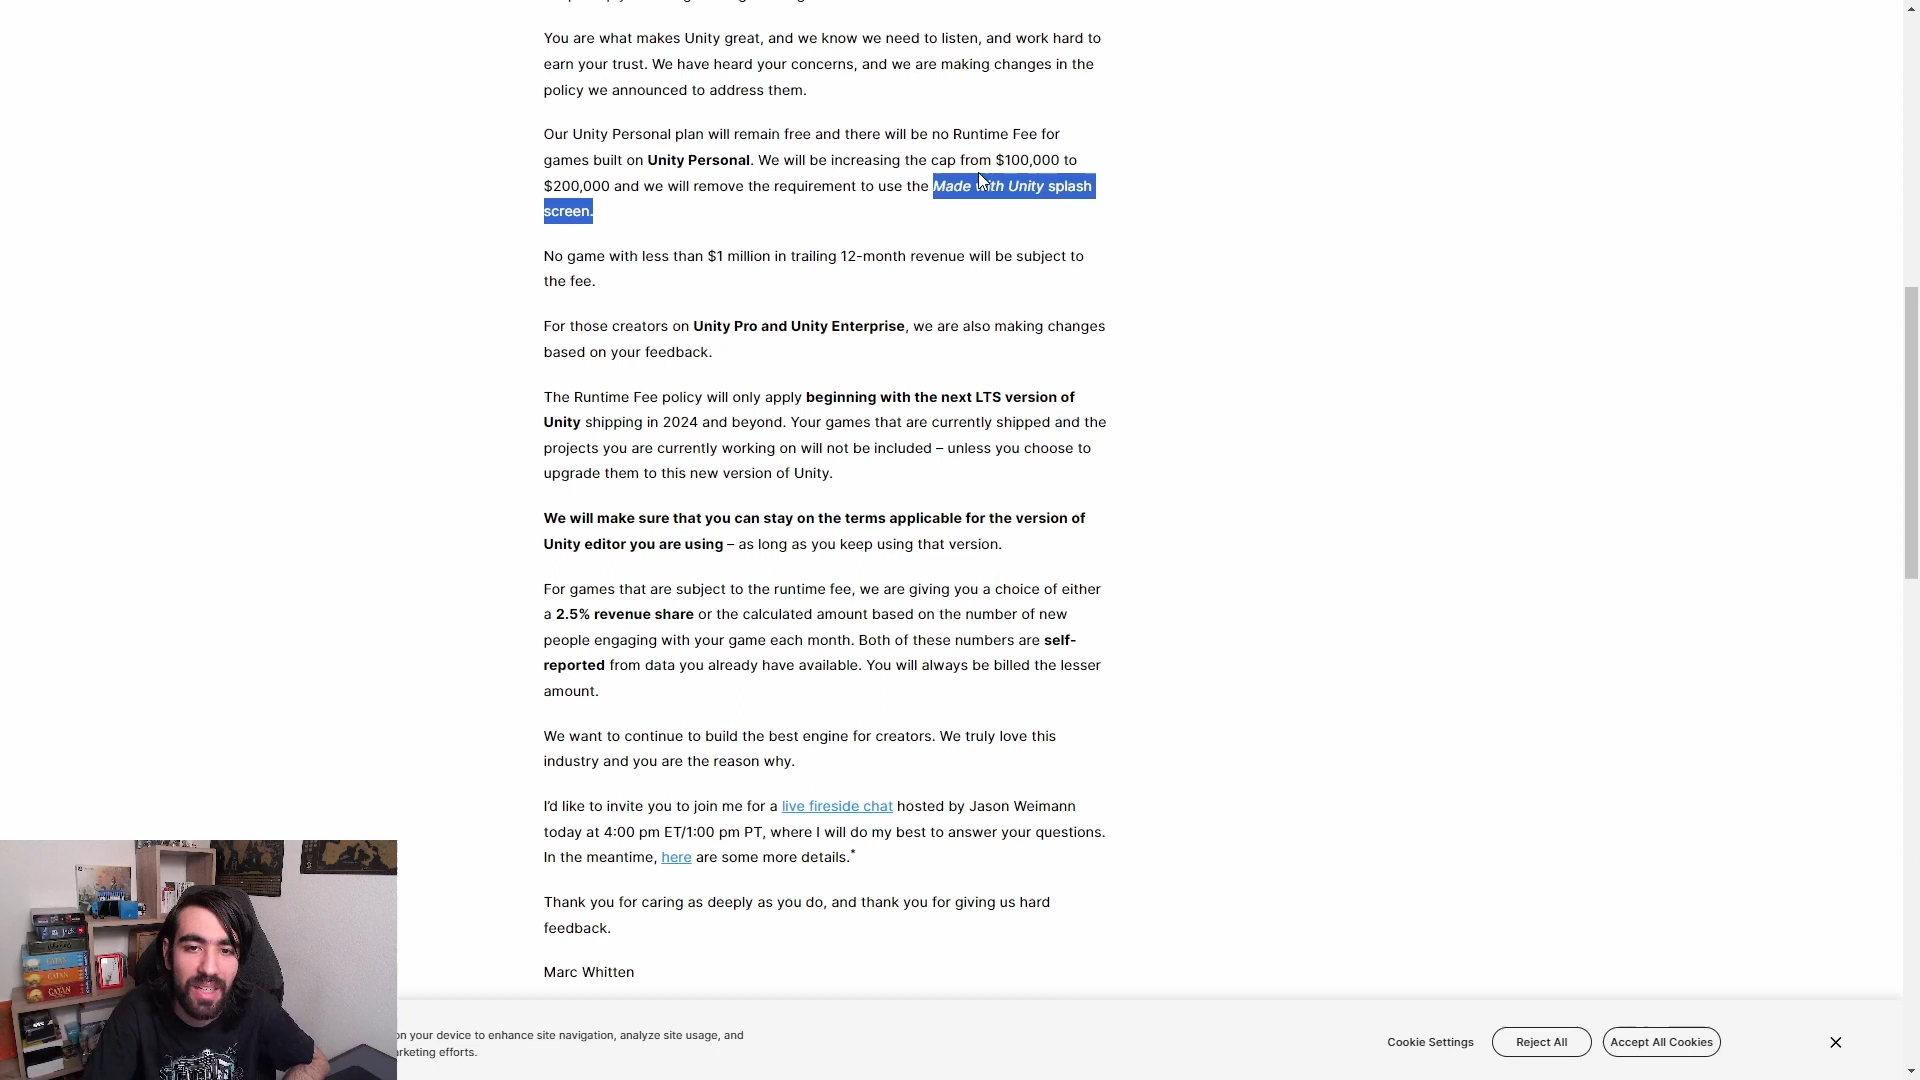 You are what makes Unity great, and we know we need to listen, and work hard to
earn your trust. We have heard your concerns, and we are making changes in the
policy we announced to address them.
Our Unity Personal plan will remain free and there will be no Runtime Fee for
games built on Unity Personal. We will be increasing the cap from $100,000 to
$200,000 and we will remove the requirement to use the Made with Unity splash
screen.
No game with less than $1 million in trailing 12-month revenue will be subject to
the fee.
For those creators on Unity Pro and Unity Enterprise, we are also making changes
based on your feedback.
The Runtime Fee policy will only apply beginning with the next LTS version of
Unity shipping in 2024 and beyond. Your games that are currently shipped and the
projects you are currently working on will not be included – unless you choose to
upgrade them to this new version of Unity.
We will make sure that you can stay on the terms applicable for the version of
Unity editor you are using – as long as you keep using that version.
For games that are subject to the runtime fee, we are giving you a choice of either
a 2.5% revenue share or the calculated amount based on the number of new
people engaging with your game each month. Both of these numbers are self-
reported from data you already have available. You will always be billed the lesser
amount.
We want to continue to build the best engine for creators. We truly love this
industry and you are the reason why.
I'd like to invite you to join me for a live fireside chat hosted by Jason Weimann
today at 4:00 pm ET/1:00 pm PT, where I will do my best to answer your questions.
In the meantime, here are some more details.*
Thank you for caring as deeply as you do, and thank you for giving us hard
feedback.
Marc Whitten
on your device to enhance site navigation, analyze site usage, and
arketing efforts.
Cookie Settings
Reject All
Accept All Cookies
CATAN
CATAN
CATAN